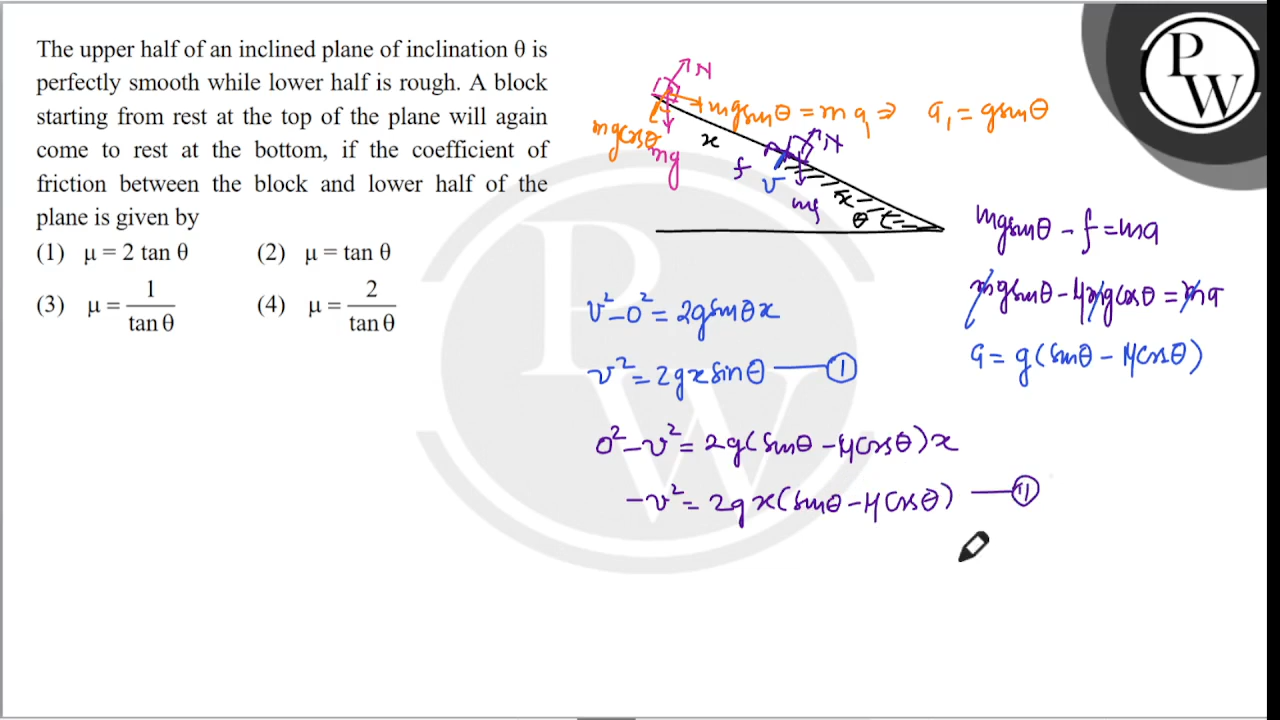 The upper half of an inclined plane of inclination θ is
perfectly smooth while lower half is rough. A block
starting from rest at the top of the plane will again
come to rest at the bottom, if the coefficient of
friction between the block and lower half of the
plane is given by
(1) μ = 2 tan θ (2) μ = tan θ
(3) μ = 1/tan θ (4) μ = 2/tan θ
P
W
N
mg sinθ = m a₁ ⇒ a₁ = g sinθ
mg cosθ
mg
x
N
f
v
mg
x
θ
mg sinθ - f = ma
mg sinθ - μmg cosθ = ma
a = g(sinθ - μcosθ)
v² - 0² = 2g sinθ x
v² = 2gx sinθ — (1)
0² - v² = 2g(sinθ - μcosθ)x
-v² = 2gx(sinθ - μcosθ) — (11)
P
W